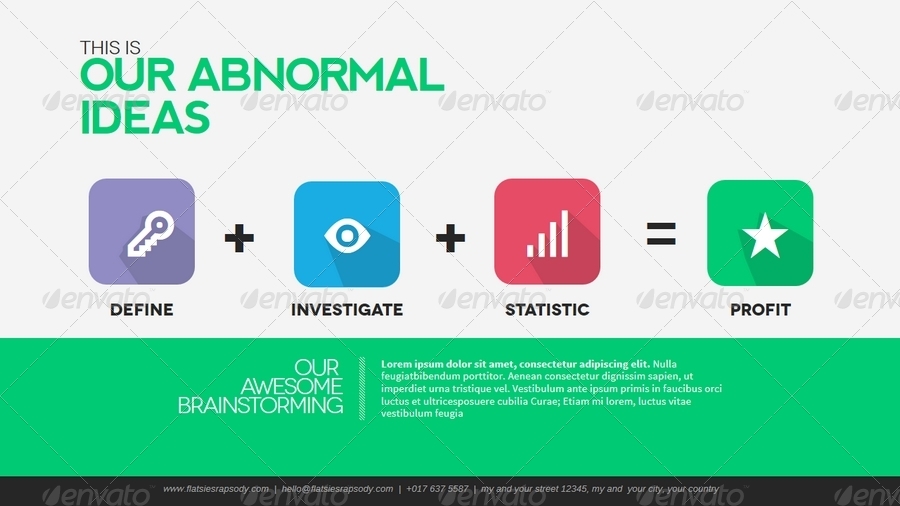 THIS IS
OUR ABNORMAL
IDEAS
+ + =
DEFINE INVESTIGATE STATISTIC PROFIT
OUR
AWESOME
BRAINSTORMING
Lorem ipsum dolor sit amet, consectetur adipiscing elit. Nulla
feugiatbibendum porttitor. Aenean consectetur dignissim sapien, ut
imperdiet urna tristique vel. Vestibulum ante ipsum primis in faucibus orci
luctus et ultricesposuere cubilia Curae; Etiam mi lorem, luctus vitae
vestibulum feugia
www.flatsiesrapsody.com | hello@flatsiesrapsody.com | +017 637 5587 | my and your street 12345, my and your city, your country
envato